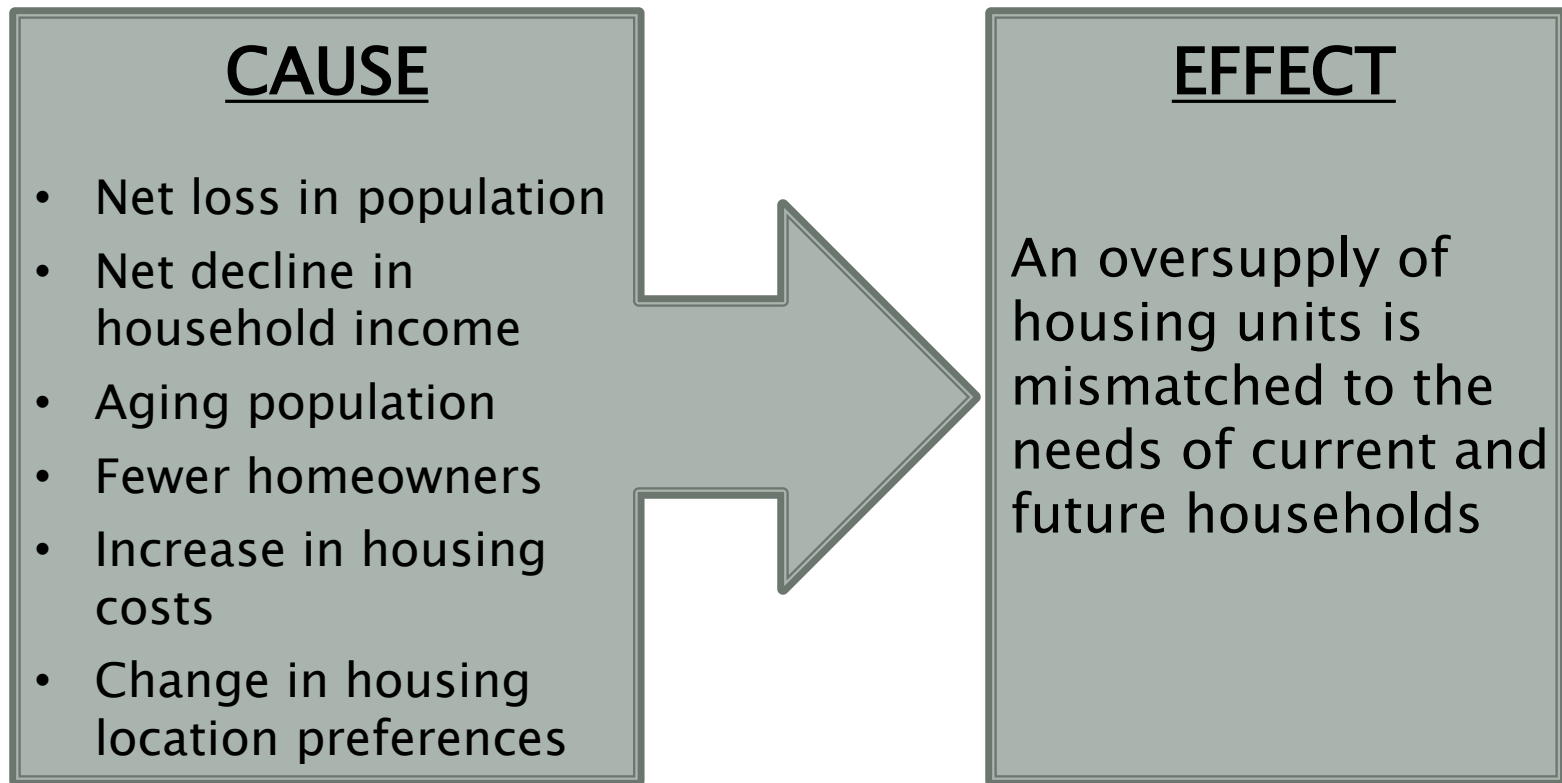 CAUSE
• Net loss in population
• Net decline in
household income
• Aging population
• Fewer homeowners
• Increase in housing
costs
• Change in housing
location preferences
EFFECT
An oversupply of
housing units is
mismatched to the
needs of current and
future households